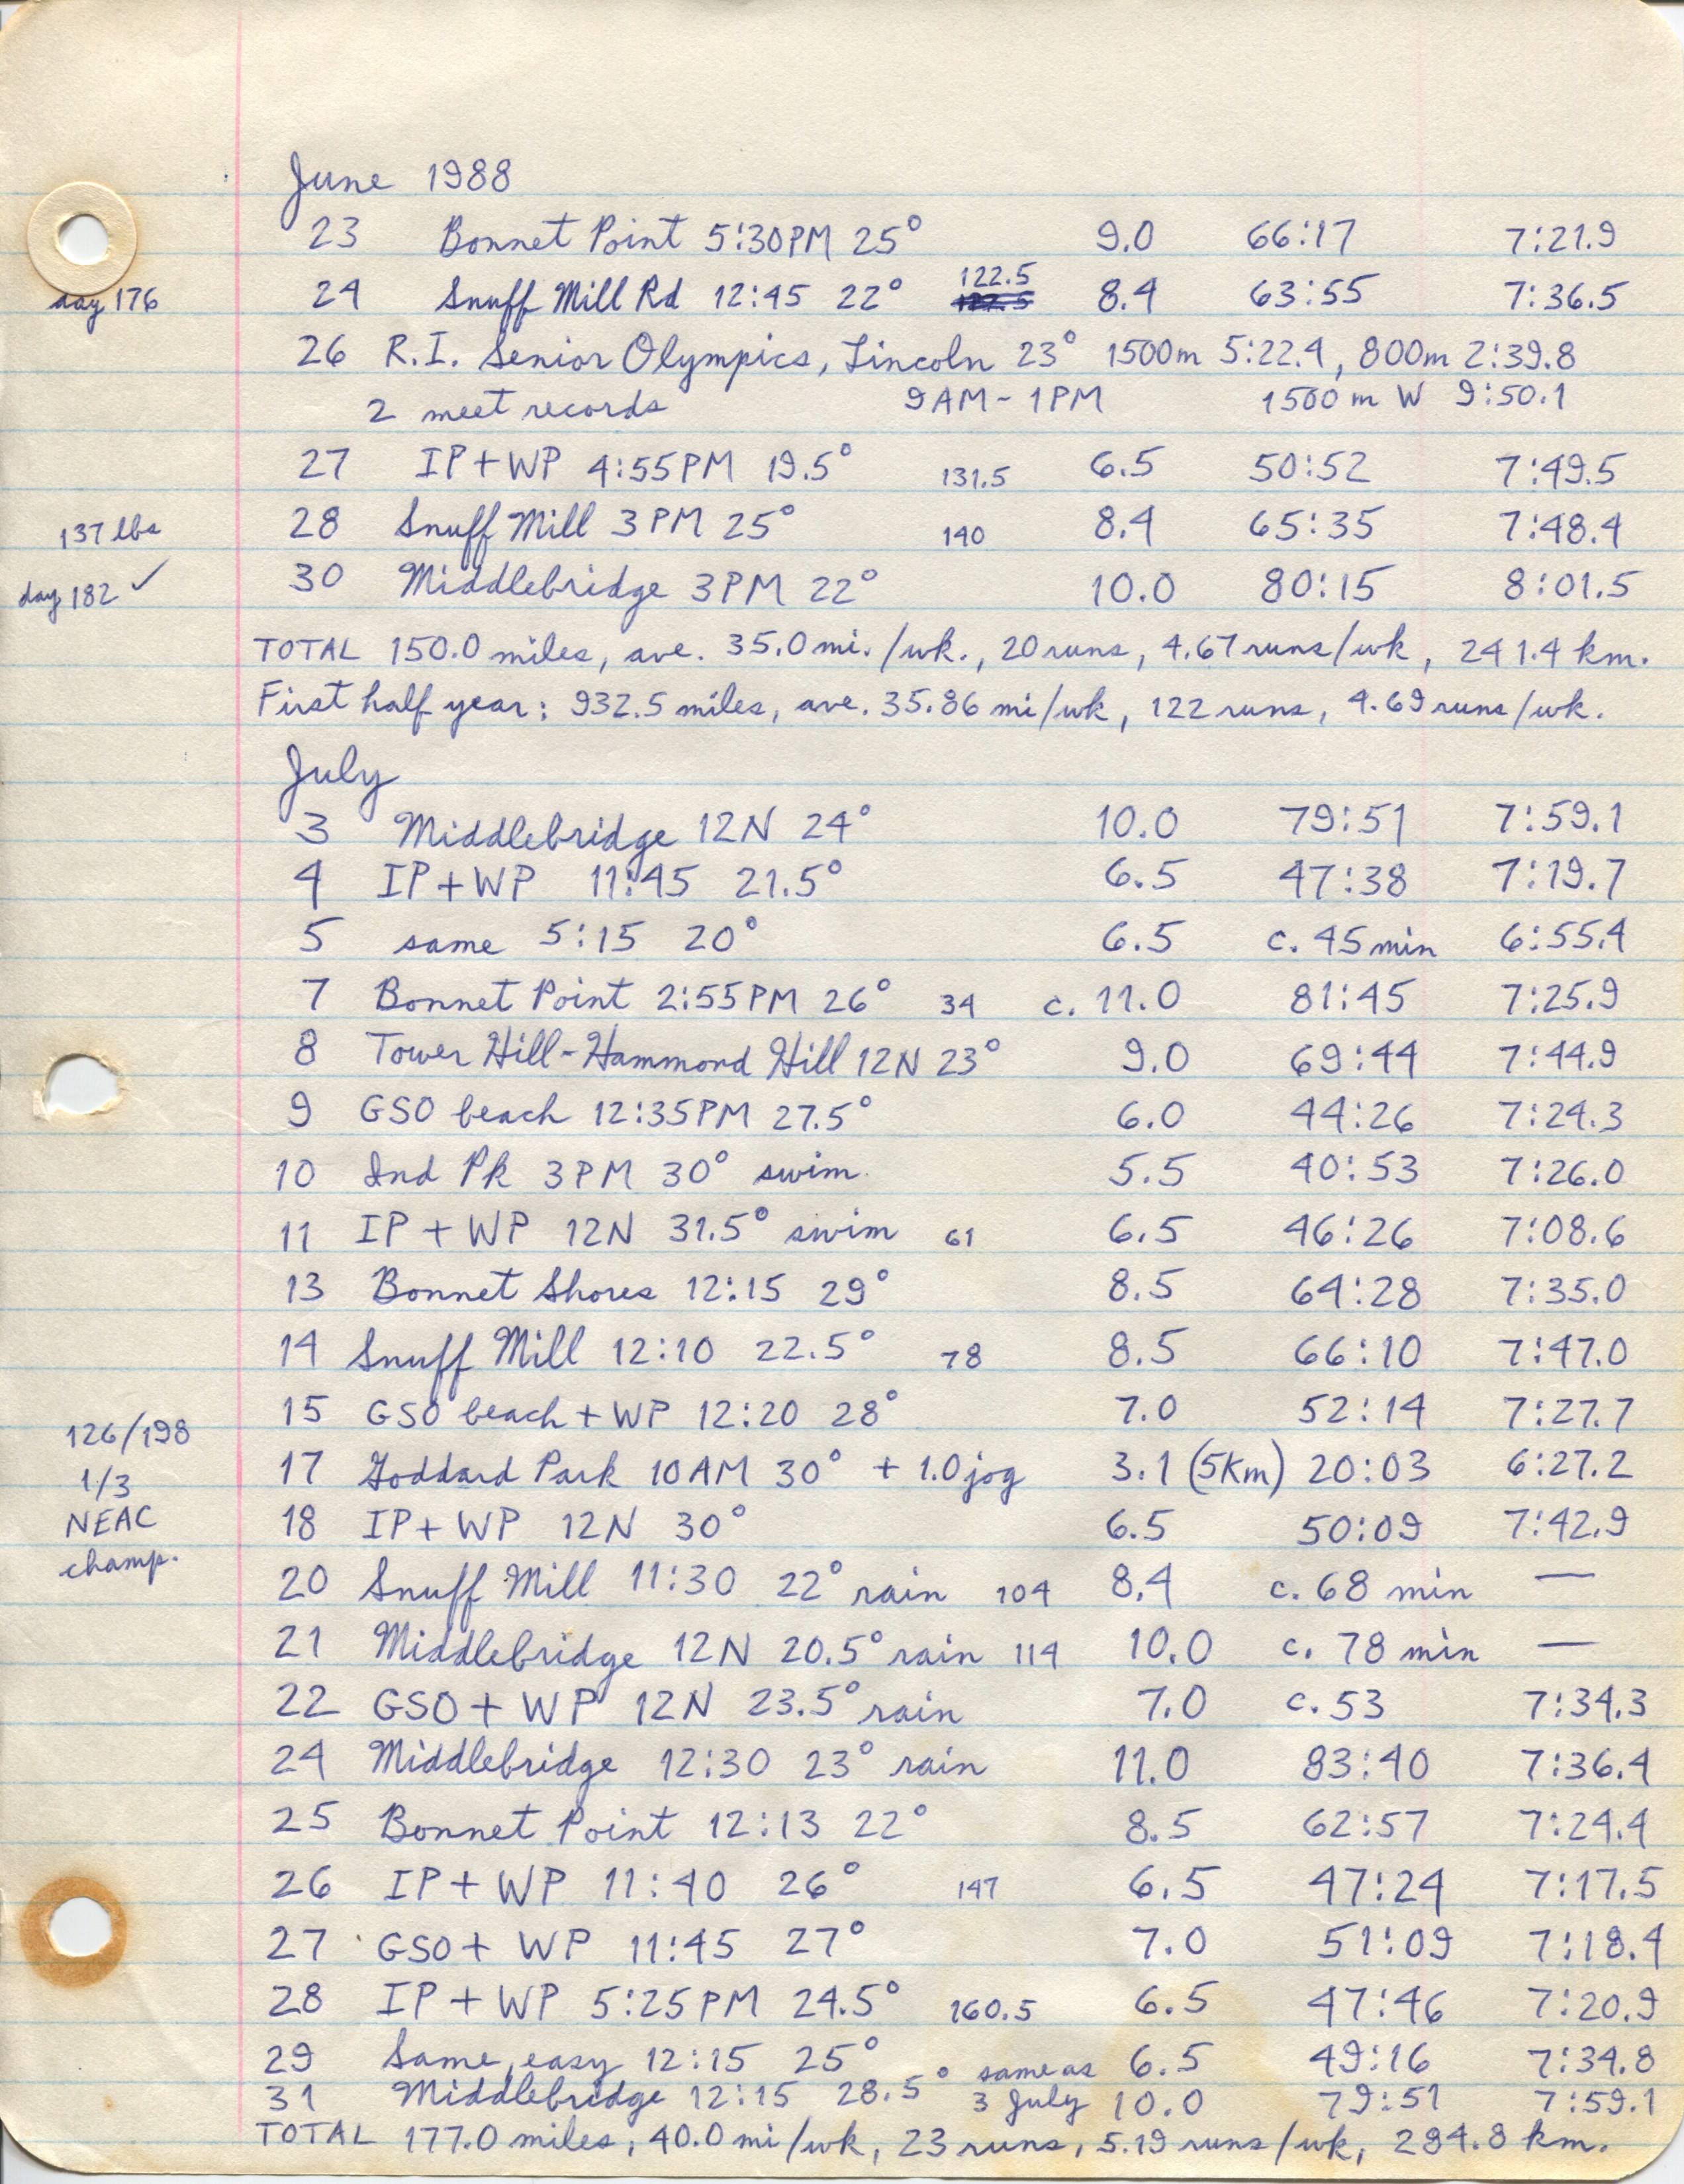 June 1988
23 Bonnet Point 5:30PM 25° 9.0 66:17 7:21.9
122.5
day 176 24 Snuff Mill Rd 12:45 22° 8.4 63:55 7:36.5
26 R.I. Senior Olympics, Lincoln 23° 1500m 5:22.4, 800m 2:39.8
2 meet records 9AM-1PM 1500m W 9:50.1
27 IP+WP 4:55PM 19.5° 131.5 6.5 50:52 7:49.5
137 lbs 28 Snuff Mill 3PM 25° 140 8.4 65:35 7:48.4
day 182 ✓ 30 Middlebridge 3PM 22° 10.0 80:15 8:01.5
TOTAL 150.0 miles, ave. 35.0 mi./wk., 20 runs, 4.67 runs/wk, 241.4 km.
First half year: 932.5 miles, ave. 35.86 mi/wk, 122 runs, 4.69 runs/wk.
July
3 Middlebridge 12N 24° 10.0 79:51 7:59.1
4 IP+WP 11:45 21.5° 6.5 47:38 7:19.7
5 same 5:15 20° 6.5 c. 45 min 6:55.4
7 Bonnet Point 2:55PM 26° 34 c. 11.0 81:45 7:25.9
8 Tower Hill-Hammond Hill 12N 23° 9.0 69:44 7:44.9
9 GSO beach 12:35PM 27.5° 6.0 44:26 7:24.3
10 Ind Pk 3PM 30° swim. 5.5 40:53 7:26.0
11 IP + WP 12N 31.5° swim 61 6.5 46:26 7:08.6
13 Bonnet Shores 12:15 29° 8.5 64:28 7:35.0
14 Snuff Mill 12:10 22.5° 78 8.5 66:10 7:47.0
15 GSO beach + WP 12:20 28° 7.0 52:14 7:27.7
126/198
17 Goddard Park 10AM 30° + 1.0 jog 3.1 (5Km) 20:03 6:27.2
1/3
NEAC 18 IP+ WP 12N 30° 6.5 50:09 7:42.9
champ.
20 Snuff Mill 11:30 22° rain 104 8.4 c. 68 min —
21 Middlebridge 12N 20.5° rain 114 10.0 c. 78 min —
22 GSO + WP 12N 23.5° rain 7.0 c. 53 7:34.3
24 Middlebridge 12:30 23° rain 11.0 83:40 7:36.4
25 Bonnet Point 12:13 22° 8.5 62:57 7:24.4
26 IP+ WP 11:40 26° 147 6.5 47:24 7:17.5
27 GSO+ WP 11:45 27° 7.0 51:09 7:18.4
28 IP + WP 5:25PM 24.5° 160.5 6.5 47:46 7:20.9
29 Same, easy 12:15 25° 6.5 49:16 7:34.8
31 Middlebridge 12:15 28.5° same as 3 July 10.0 79:51 7:59.1
TOTAL 177.0 miles, 40.0 mi/wk, 23 runs, 5.19 runs/wk, 284.8 km.